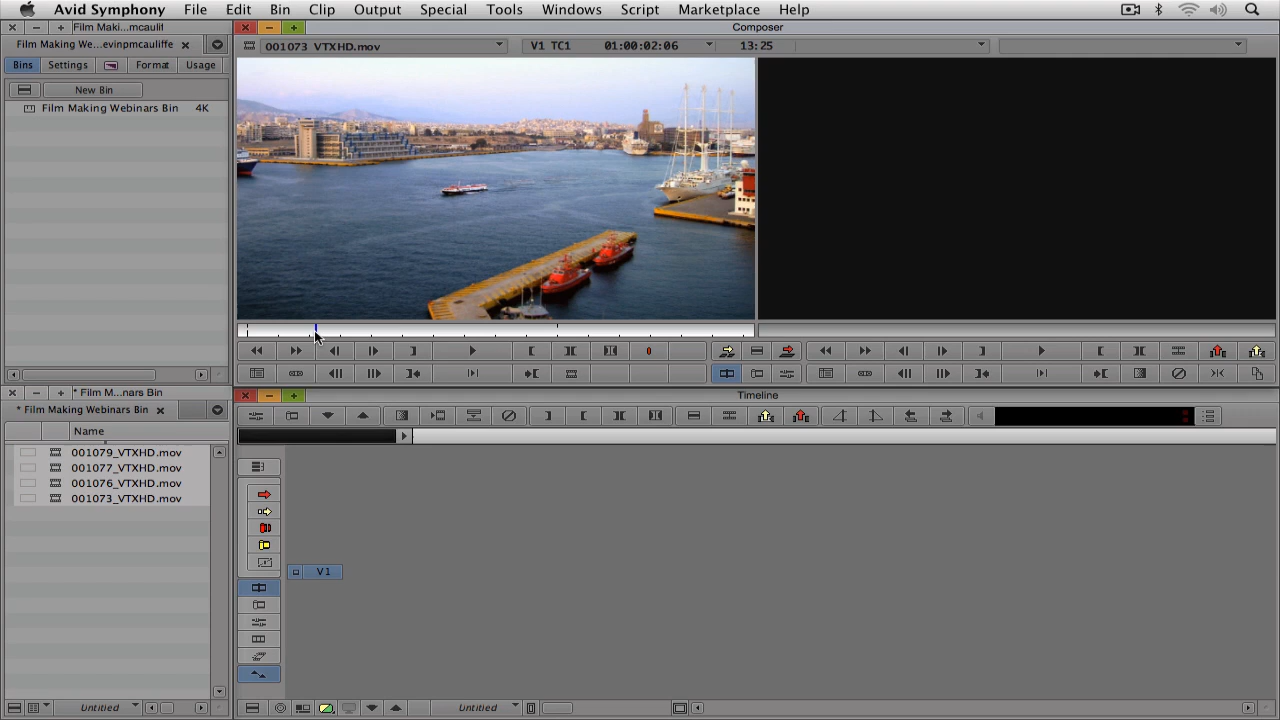 Avid Symphony File Edit Bin Clip Output Special Tools Windows Script Marketplace Help
Film Maki...mcaulif
Composer
Film Making We...evinpmcauliffe
001073_VTXHD.mov V1 TC1 01:00:02:06 13:25
Bins Settings Format Usage
New Bin
Film Making Webinars Bin 4K
* Film M...nars Bin
Timeline
* Film Making Webinars Bin
Name
001079_VTXHD.mov
001077_VTXHD.mov
001076_VTXHD.mov
001073_VTXHD.mov
V1
Untitled
Untitled